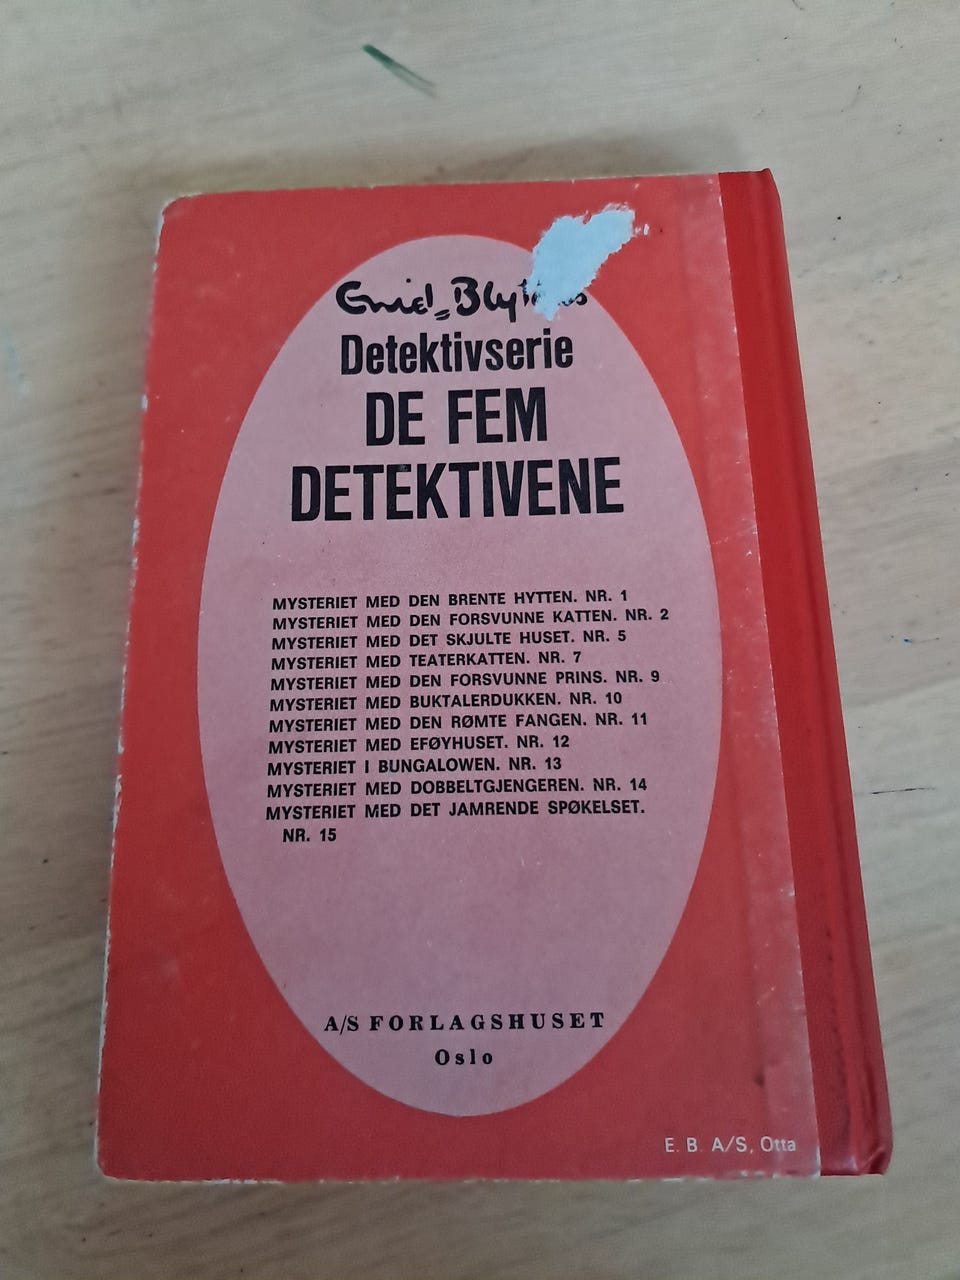 Enid Blytons
Detektivserie
DE FEM
DETEKTIVENE
MYSTERIET MED DEN BRENTE HYTTEN. NR. 1
MYSTERIET MED DEN FORSVUNNE KATTEN. NR. 2
MYSTERIET MED DET SKJULTE HUSET. NR. 5
MYSTERIET MED TEATERKATTEN. NR. 7
MYSTERIET MED DEN FORSVUNNE PRINS. NR. 9
MYSTERIET MED BUKTALERDUKKEN. NR. 10
MYSTERIET MED DEN RØMTE FANGEN. NR. 11
MYSTERIET MED EFØYHUSET. NR. 12
MYSTERIET I BUNGALOWEN. NR. 13
MYSTERIET MED DOBBELTGJENGEREN. NR. 14
MYSTERIET MED DET JAMRENDE SPØKELSET.
NR. 15
A/S FORLAGSHUSET
Oslo
E. B. A/S, Otta